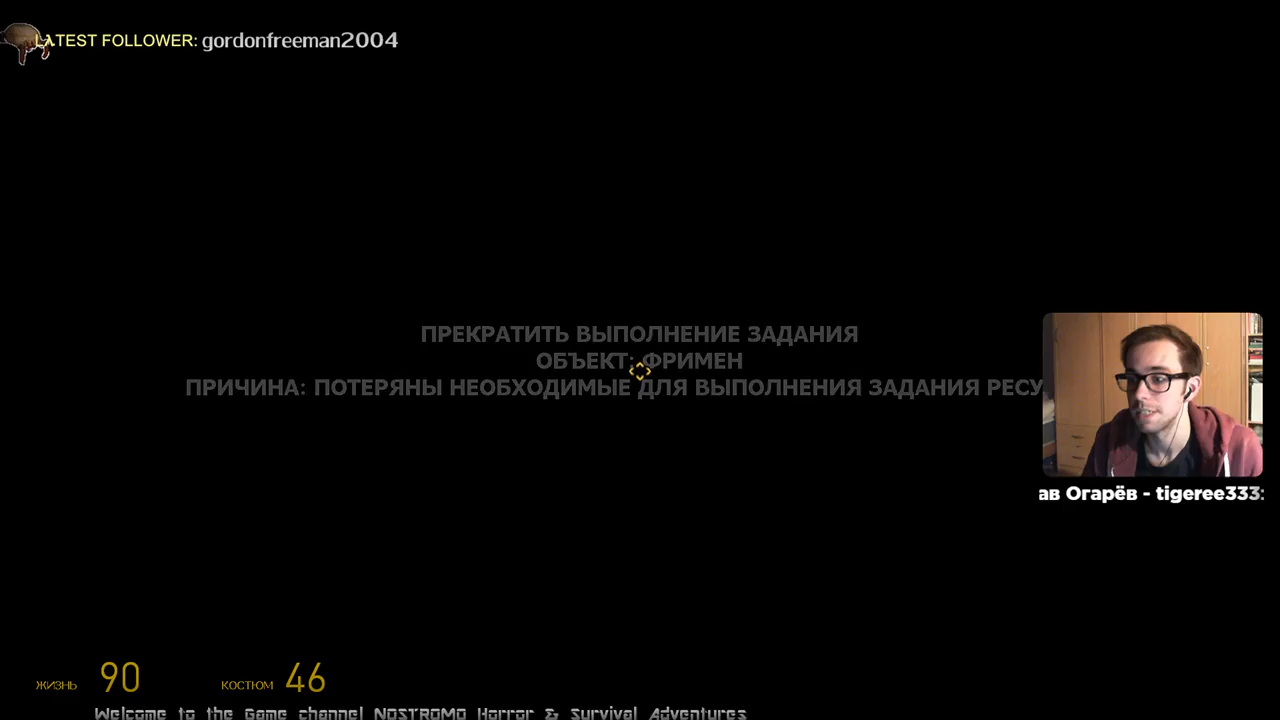 LATEST FOLLOWER: gordonfreeman2004
ПРЕКРАТИТЬ ВЫПОЛНЕНИЕ ЗАДАНИЯ
ОБЪЕКТ: ФРИМЕН
ПРИЧИНА: ПОТЕРЯНЫ НЕОБХОДИМЫЕ ДЛЯ ВЫПОЛНЕНИЯ ЗАДАНИЯ РЕСУ
ав Огарёв - tigeree333:
ЖИЗНЬ 90 КОСТЮМ 46
Welcome to the Game channel NOSTROMO Horror & Survival Adventures